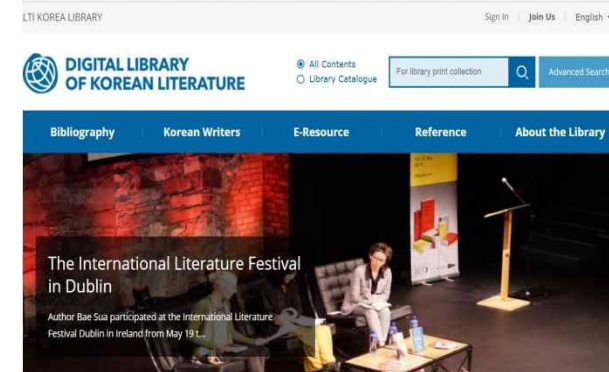 LTI KOREA LIBRARY
Sign In Join Us English
DIGITAL LIBRARY
OF KOREAN LITERATURE
All Contents
Library Catalogue
For library print collection
Advanced Search
Bibliography Korean Writers E-Resource Reference About the Library
The International Literature Festival
in Dublin
Author Bae Sua participated at the International Literature
Festival Dublin in Ireland from May 19 t...